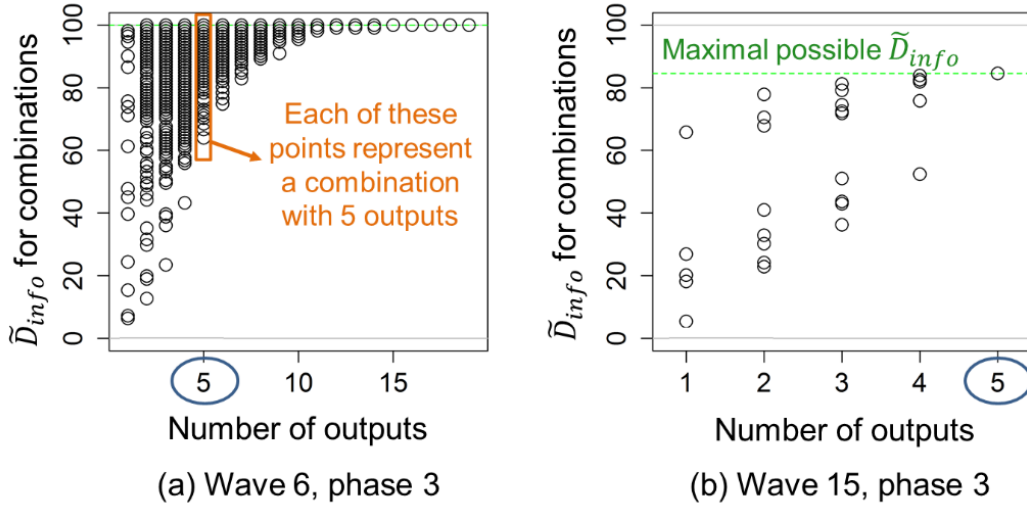 D̃info for combinations
100
80
60
40
20
0
Each of these
points represent
a combination
with 5 outputs
5
10
15
Number of outputs
(a) Wave 6, phase 3
D̃info for combinations
100
80
60
40
20
0
Maximal possible D̃info
1
2
3
4
5
Number of outputs
(b) Wave 15, phase 3